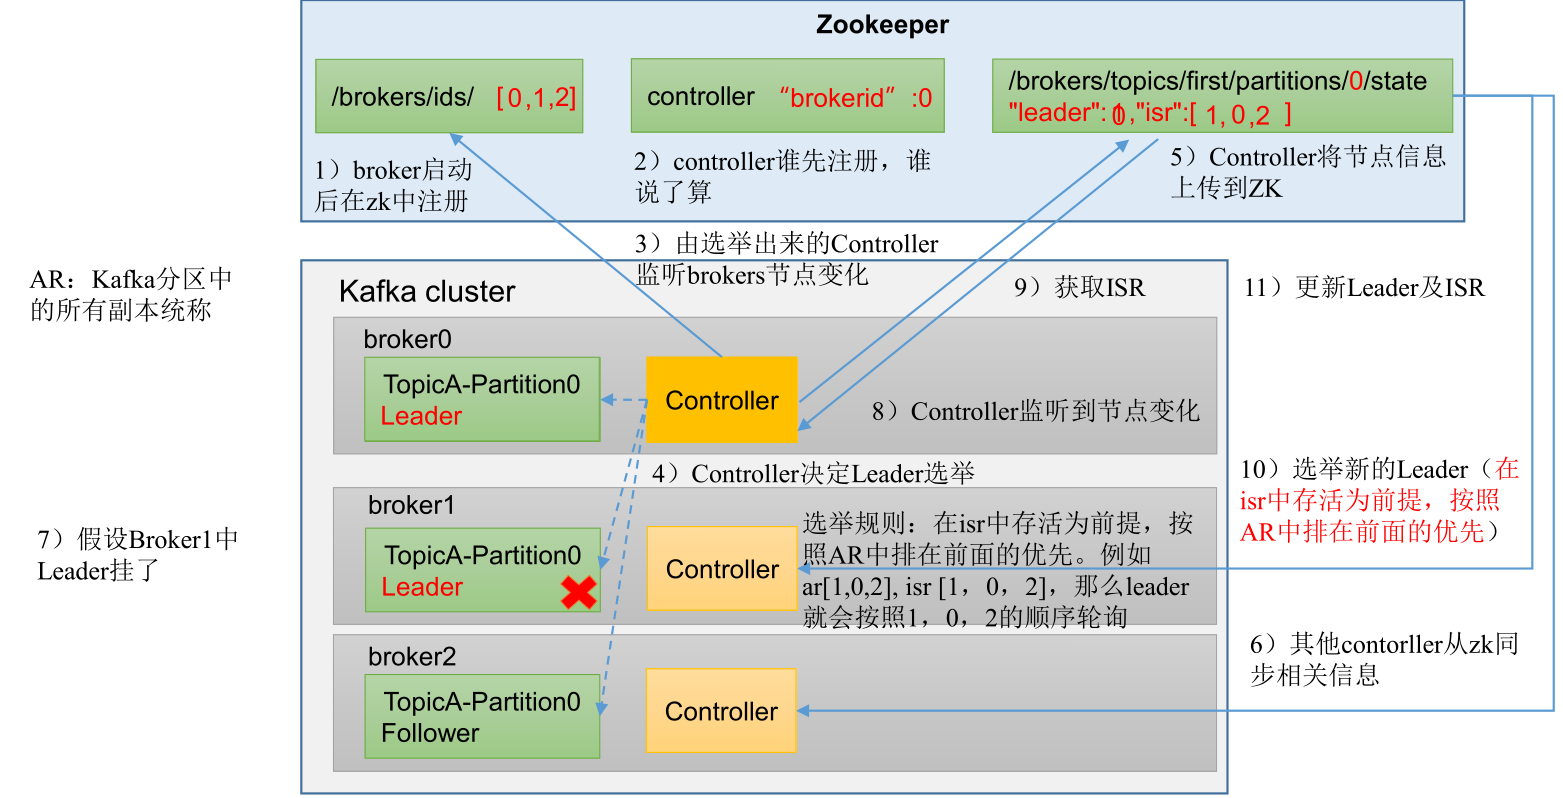 Zookeeper
/brokers/ids/ [0,1,2]
controller “brokerid”:0
/brokers/topics/first/partitions/0/state
"leader": ,"isr":[ 1, 0,2 ]
1）broker启动
后在zk中注册
2）controller谁先注册，谁
说了算
5）Controller将节点信息
上传到ZK
3）由选举出来的Controller
监听brokers节点变化
AR：Kafka分区中
的所有副本统称
Kafka cluster
9）获取ISR
11）更新Leader及ISR
broker0
TopicA-Partition0
Leader
Controller
8）Controller监听到节点变化
4）Controller决定Leader选举
10）选举新的Leader（在
isr中存活为前提，按照
AR中排在前面的优先）
7）假设Broker1中
Leader挂了
broker1
TopicA-Partition0
Leader
Controller
选举规则：在isr中存活为前提，按
照AR中排在前面的优先。例如
ar[1,0,2], isr [1，0，2]，那么leader
就会按照1，0，2的顺序轮询
broker2
TopicA-Partition0
Follower
Controller
6）其他contorller从zk同
步相关信息